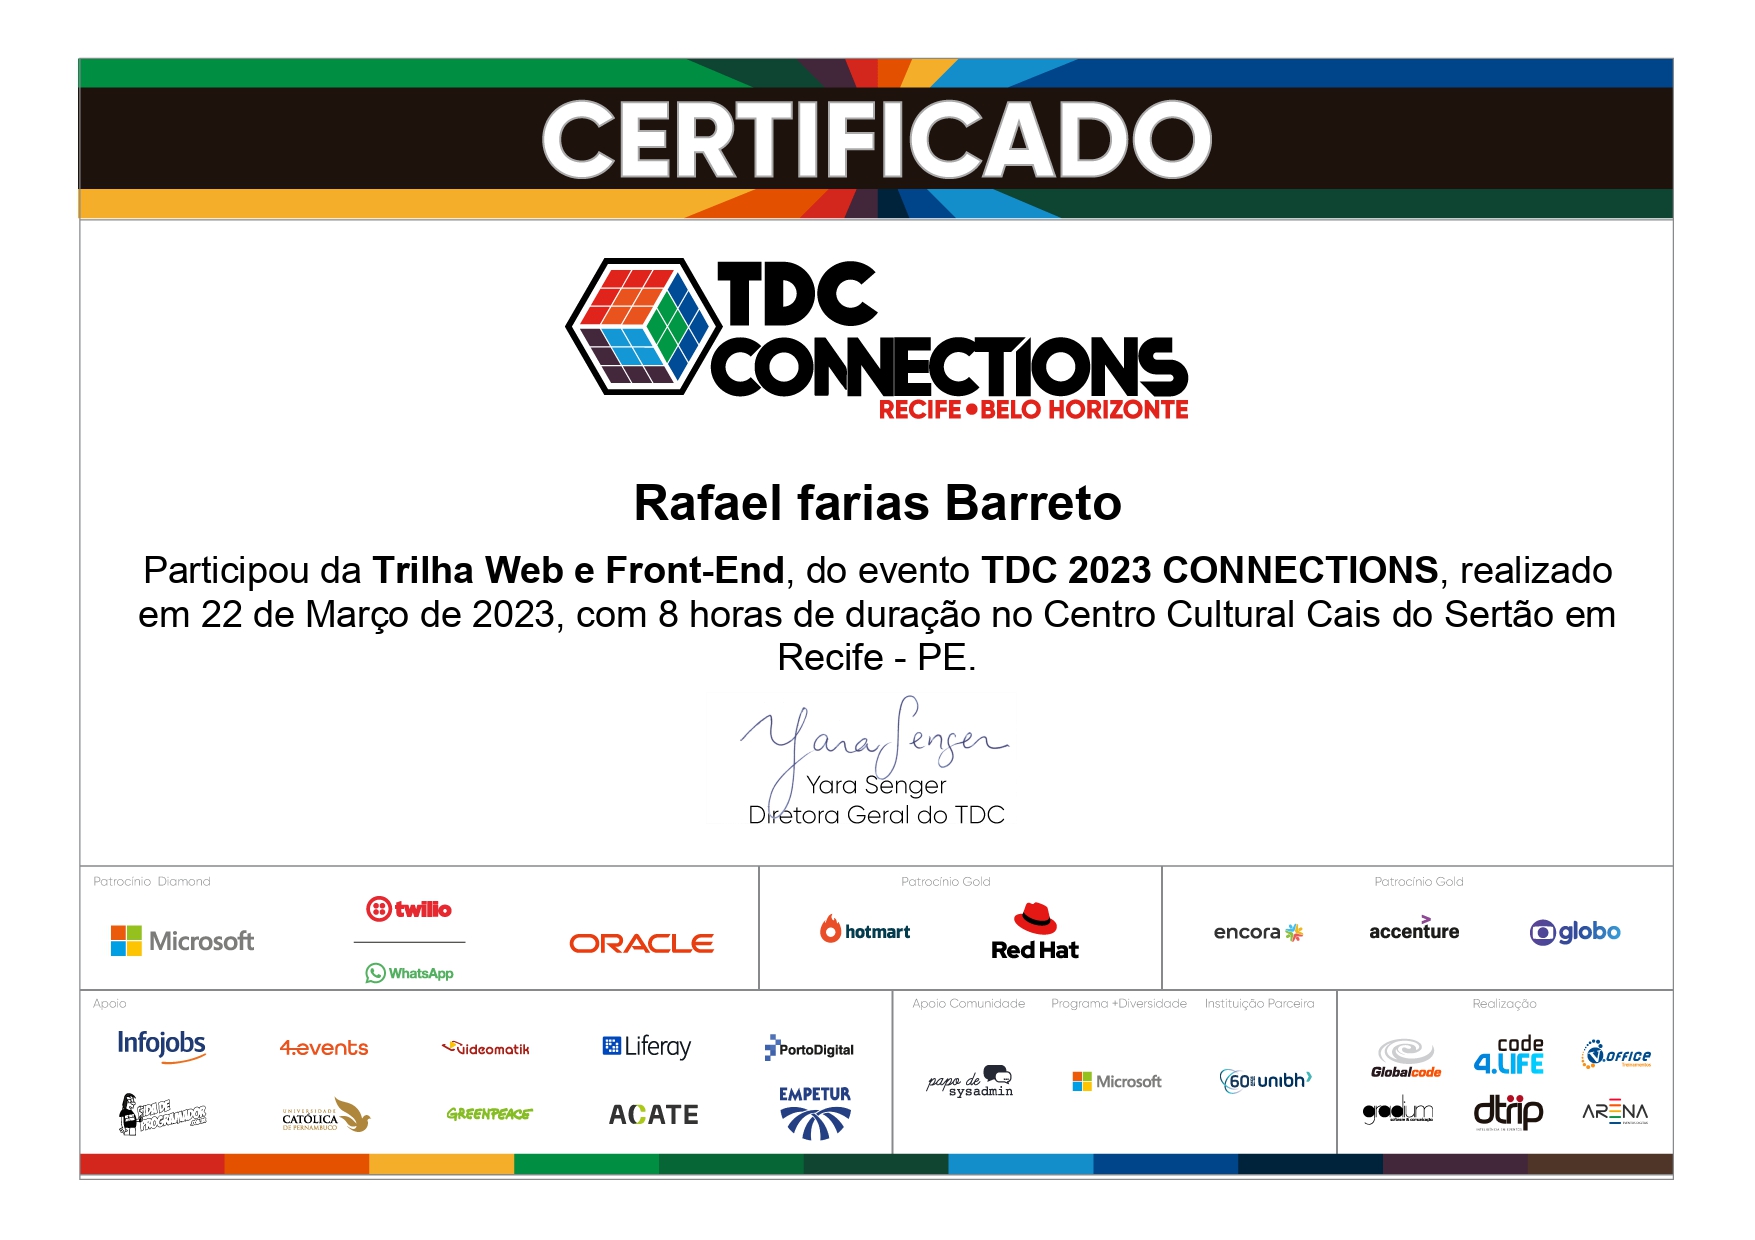 CERTIFICADO
TDC
CONNECTIONS
RECIFE•BELO HORIZONTE
Rafael farias Barreto
Participou da Trilha Web e Front-End, do evento TDC 2023 CONNECTIONS, realizado
em 22 de Março de 2023, com 8 horas de duração no Centro Cultural Cais do Sertão em
Recife - PE.
Yara Senger
Yara Senger
Diretora Geral do TDC
Patrocínio Diamond
Microsoft
twilio
WhatsApp
ORACLE
Patrocínio Gold
hotmart
Red Hat
Patrocínio Gold
encora
accenture
globo
Apoio
Infojobs
4.events
videomatik
Liferay
PortoDigital
VIDA DE
PROGRAMADOR
UNIVERSIDADE
CATÓLICA
DE PERNAMBUCO
GREENPEACE
ACATE
EMPETUR
Apoio Comunidade
papo de
sysadmin
Programa +Diversidade
Microsoft
Instituição Parceira
60 unibh
Realização
Globalcode
code
4.LIFE
V.OFFICE
gradium
dtrip
ARENA